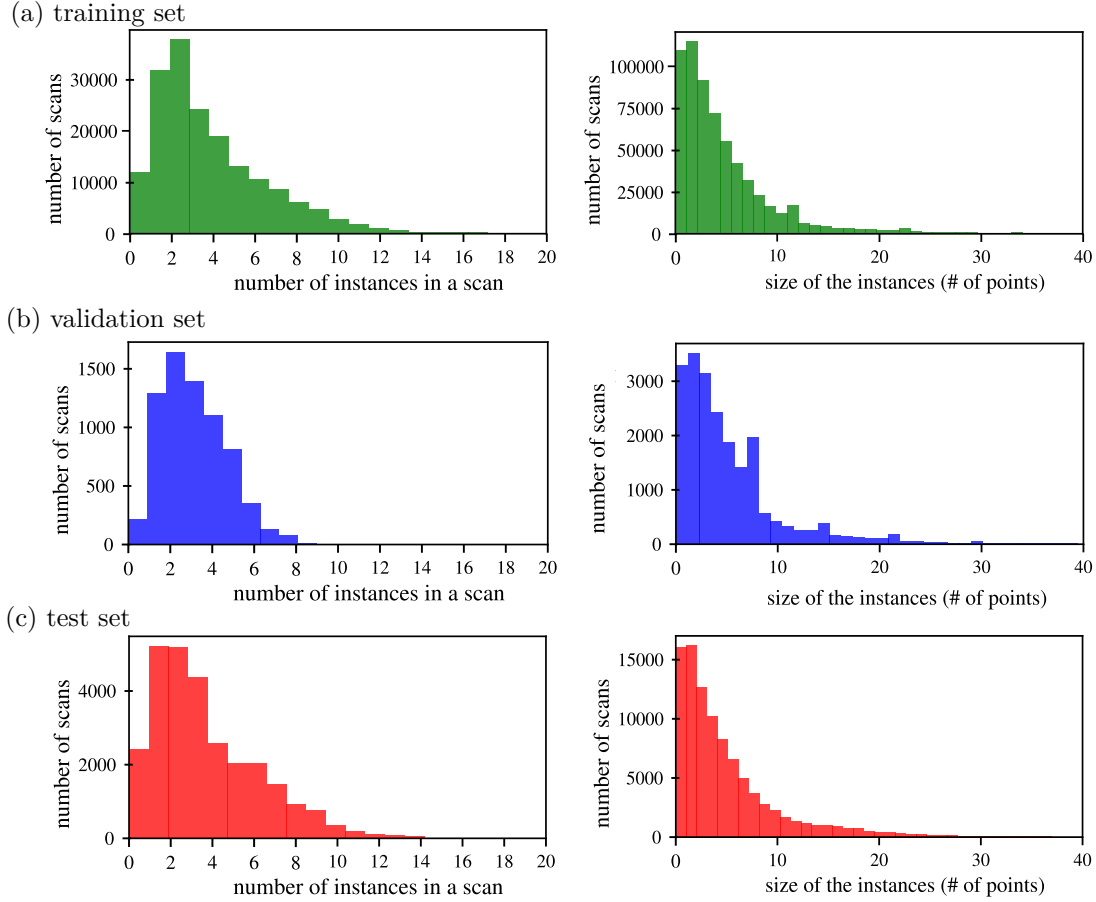 (a) training set
number of scans
30000
20000
10000
0
0 2 4 6 8 10 12 14 16 18 20
number of instances in a scan
number of scans
100000
75000
50000
25000
0
0 10 20 30 40
size of the instances (# of points)
(b) validation set
number of scans
1500
1000
500
0
0 2 4 6 8 10 12 14 16 18 20
number of instances in a scan
number of scans
3000
2000
1000
0
0 10 20 30 40
size of the instances (# of points)
(c) test set
number of scans
4000
2000
0
0 2 4 6 8 10 12 14 16 18 20
number of instances in a scan
number of scans
15000
10000
5000
0
0 10 20 30 40
size of the instances (# of points)